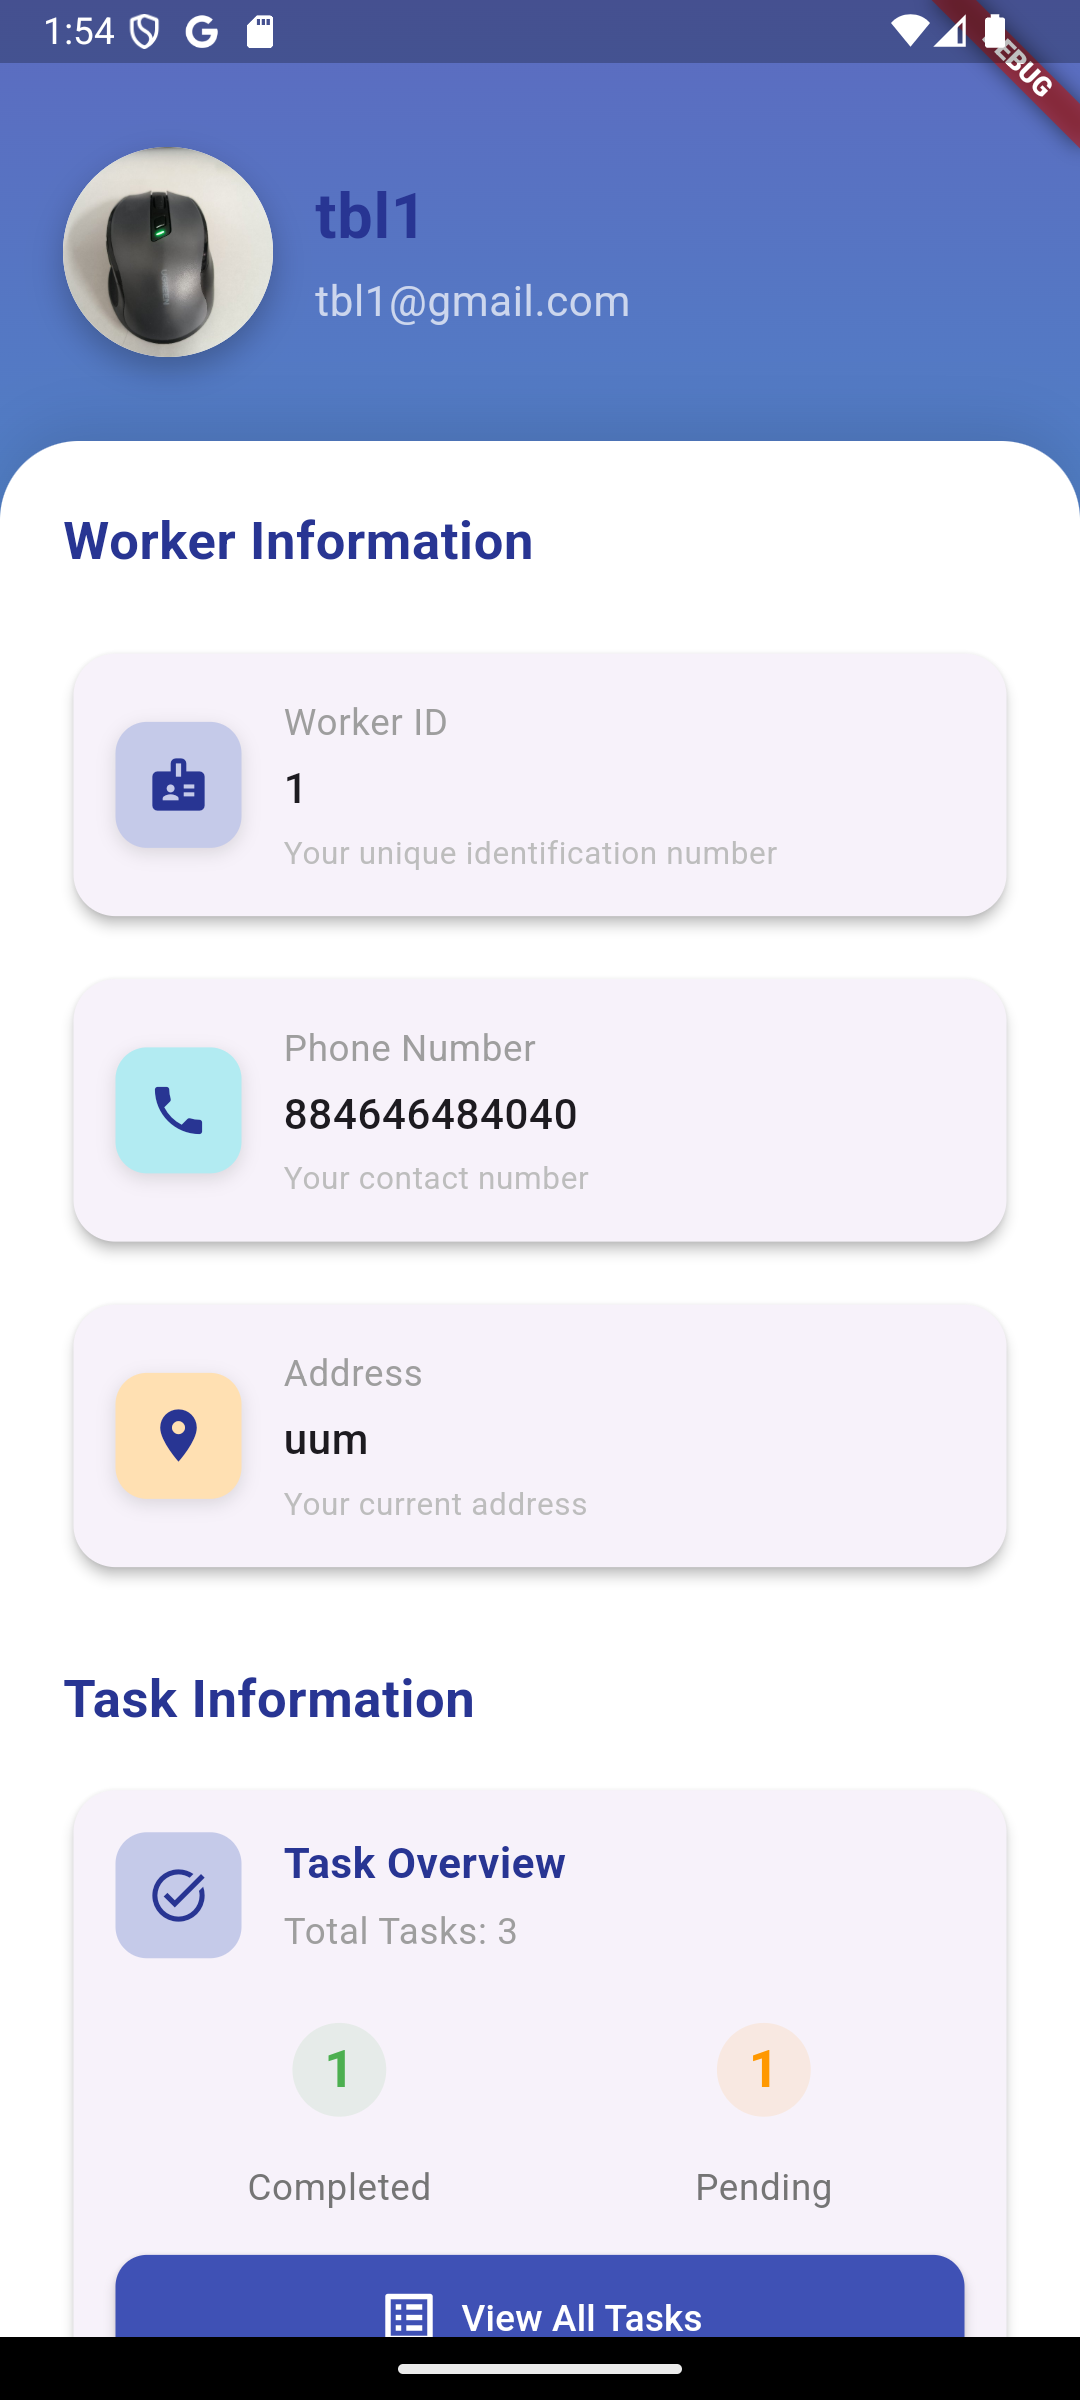 1:54
EBUG
tbl1
tbl1@gmail.com
Worker Information
Worker ID
1
Your unique identification number
Phone Number
884646484040
Your contact number
Address
uum
Your current address
Task Information
Task Overview
Total Tasks: 3
1
1
Completed
Pending
View All Tasks